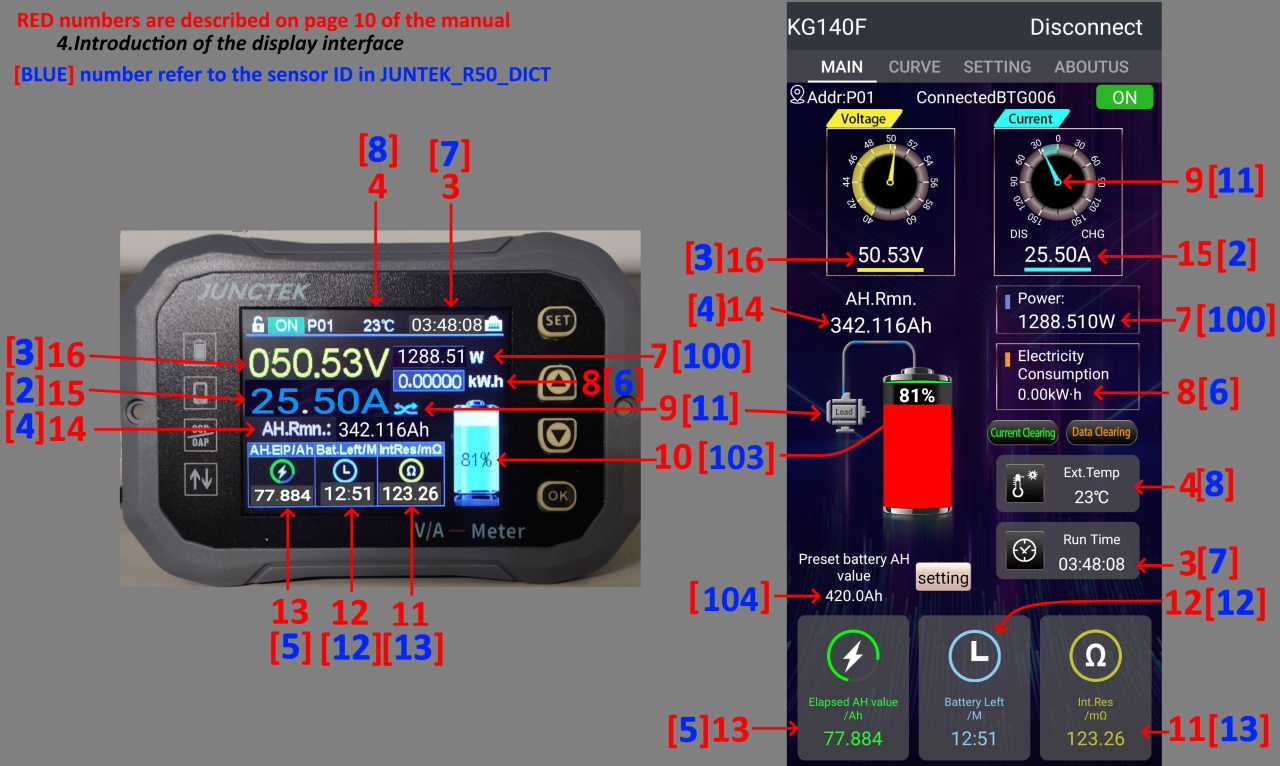 RED numbers are described on page 10 of the manual
4.Introduction of the display interface
[BLUE] number refer to the sensor ID in JUNTEK_R50_DICT
[8] [7]
4 3
JUNCTEK
ON P01 23℃ 03:48:08
SET
[3]16
050.53V
1288.51 W
7[100]
0.00000 kW.h
8[6]
[2]15
25.50A
9[11]
[4]14
AH.Rmn.: 342.116Ah
OCP/OAP
AH.ElP/Ah Bat.Left/M IntRes/mΩ
Ω
81%
10 [103]
77.884 12:51 123.26
OK
V/A — Meter
13 12 11
[5] [12] [13]
KG140F Disconnect
MAIN CURVE SETTING ABOUTUS
Addr:P01 ConnectedBTG006 ON
Voltage Current
40 42 44 46 48 50 52 54 56 58 60
150 120 90 60 30 0 30 60 90 120 150
9[11]
DIS CHG
[3]16
50.53V
25.50A
15[2]
AH.Rmn.
[4]14
342.116Ah
Power:
1288.510W
7[100]
Electricity
Consumption
0.00kW·h
8[6]
81%
Load
Current Clearing Data Clearing
Ext.Temp
23℃
4[8]
Run Time
03:48:08
3[7]
Preset battery AH
value
setting
[104]
420.0Ah
12[12]
Ω
Elapsed AH value
/Ah
Battery Left
/M
Int.Res
/mΩ
[5]13
77.884
12:51
123.26
11[13]